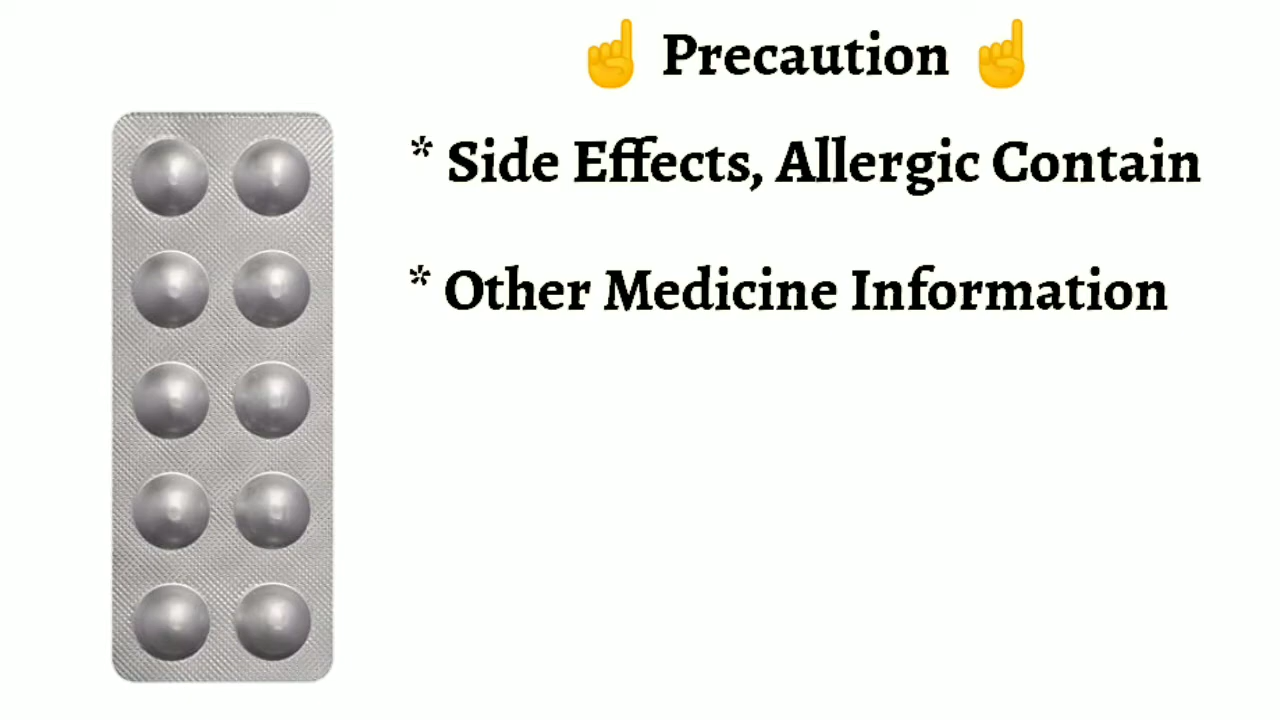 ☝ Precaution ☝
* Side Effects, Allergic Contain
* Other Medicine Information